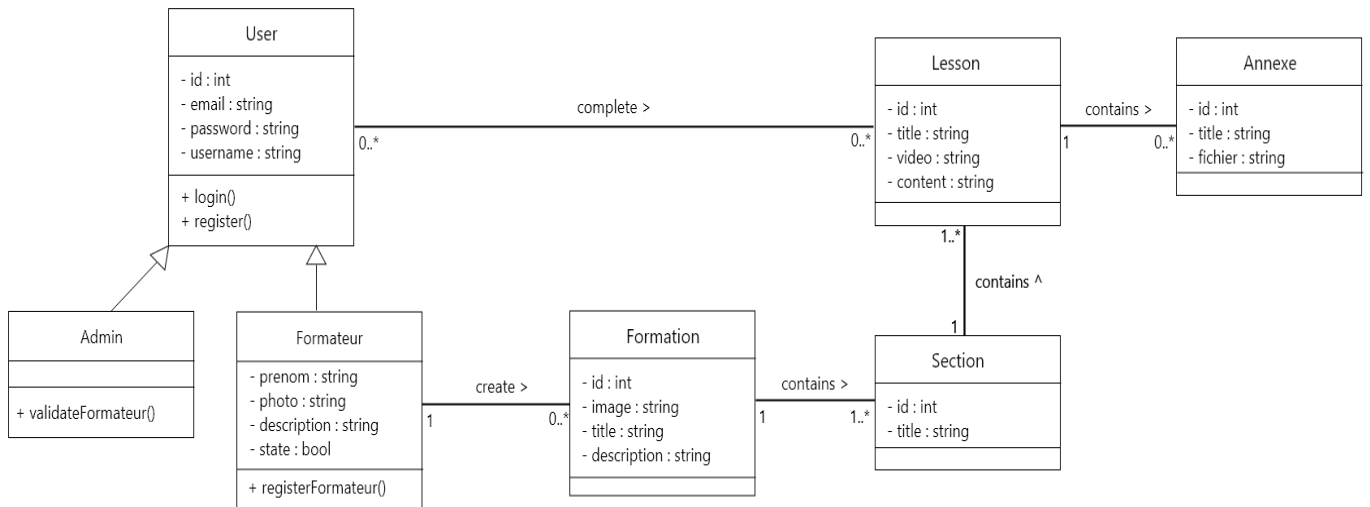 User
- id : int
- email : string
- password : string
- username : string
+ login()
+ register()
complete >
0..*
0..*
Lesson
- id : int
- title : string
- video : string
- content : string
contains >
1
0..*
Annexe
- id : int
- title : string
- fichier : string
1..*
contains ^
1
Admin
+ validateFormateur()
Formateur
- prenom : string
- photo : string
- description : string
- state : bool
+ registerFormateur()
create >
1
0..*
Formation
- id : int
- image : string
- title : string
- description : string
contains >
1
1..*
Section
- id : int
- title : string